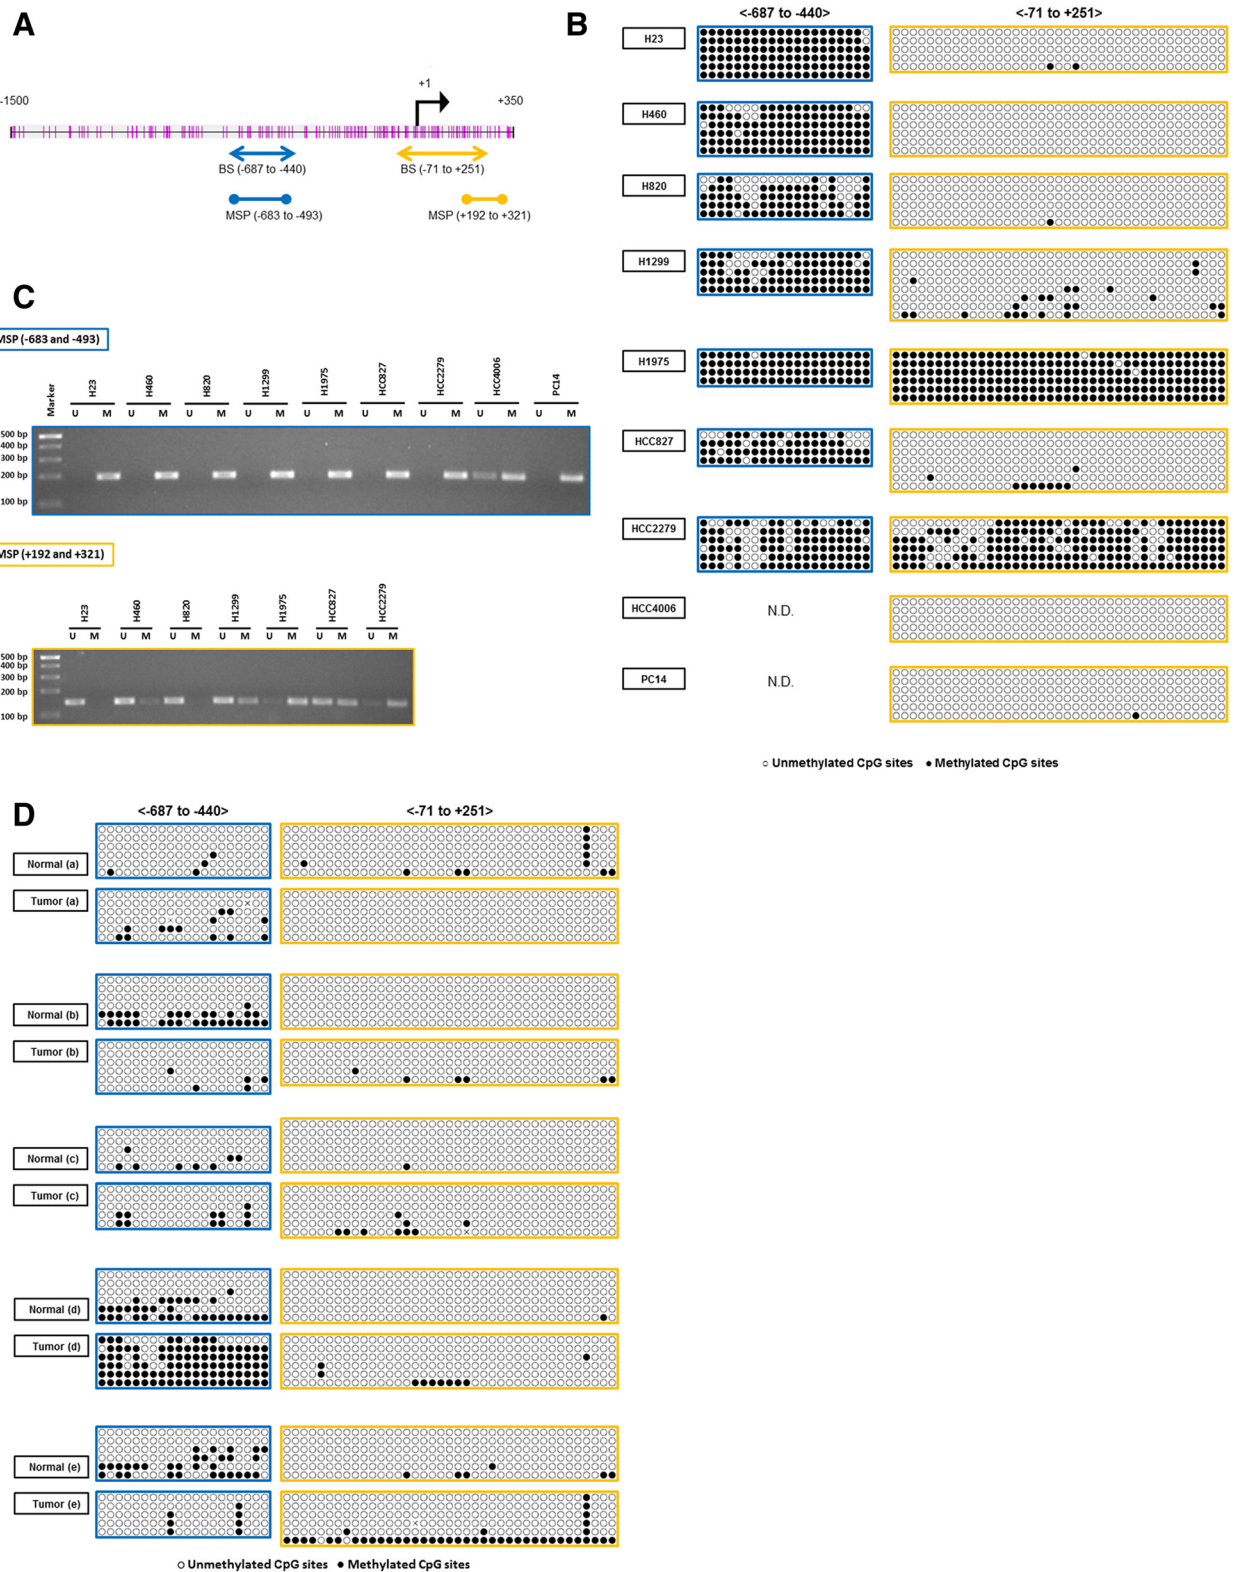 A
-1500
+1
+350
BS (-687 to -440)
BS (-71 to +251)
MSP (-683 to -493)
MSP (+192 to +321)
B
<-687 to -440>
<-71 to +251>
H23
H460
H820
H1299
H1975
HCC827
HCC2279
HCC4006
N.D.
PC14
N.D.
○ Unmethylated CpG sites ● Methylated CpG sites
C
MSP (-683 and -493)
Marker H23 H460 H820 H1299 H1975 HCC827 HCC2279 HCC4006 PC14
U M U M U M U M U M U M U M U M U M
500 bp
400 bp
300 bp
200 bp
100 bp
MSP (+192 and +321)
H23 H460 H820 H1299 H1975 HCC827 HCC2279
U M U M U M U M U M U M U M
500 bp
400 bp
300 bp
200 bp
100 bp
D
<-687 to -440>
<-71 to +251>
Normal (a)
Tumor (a)
Normal (b)
Tumor (b)
Normal (c)
Tumor (c)
Normal (d)
Tumor (d)
Normal (e)
Tumor (e)
○ Unmethylated CpG sites ● Methylated CpG sites